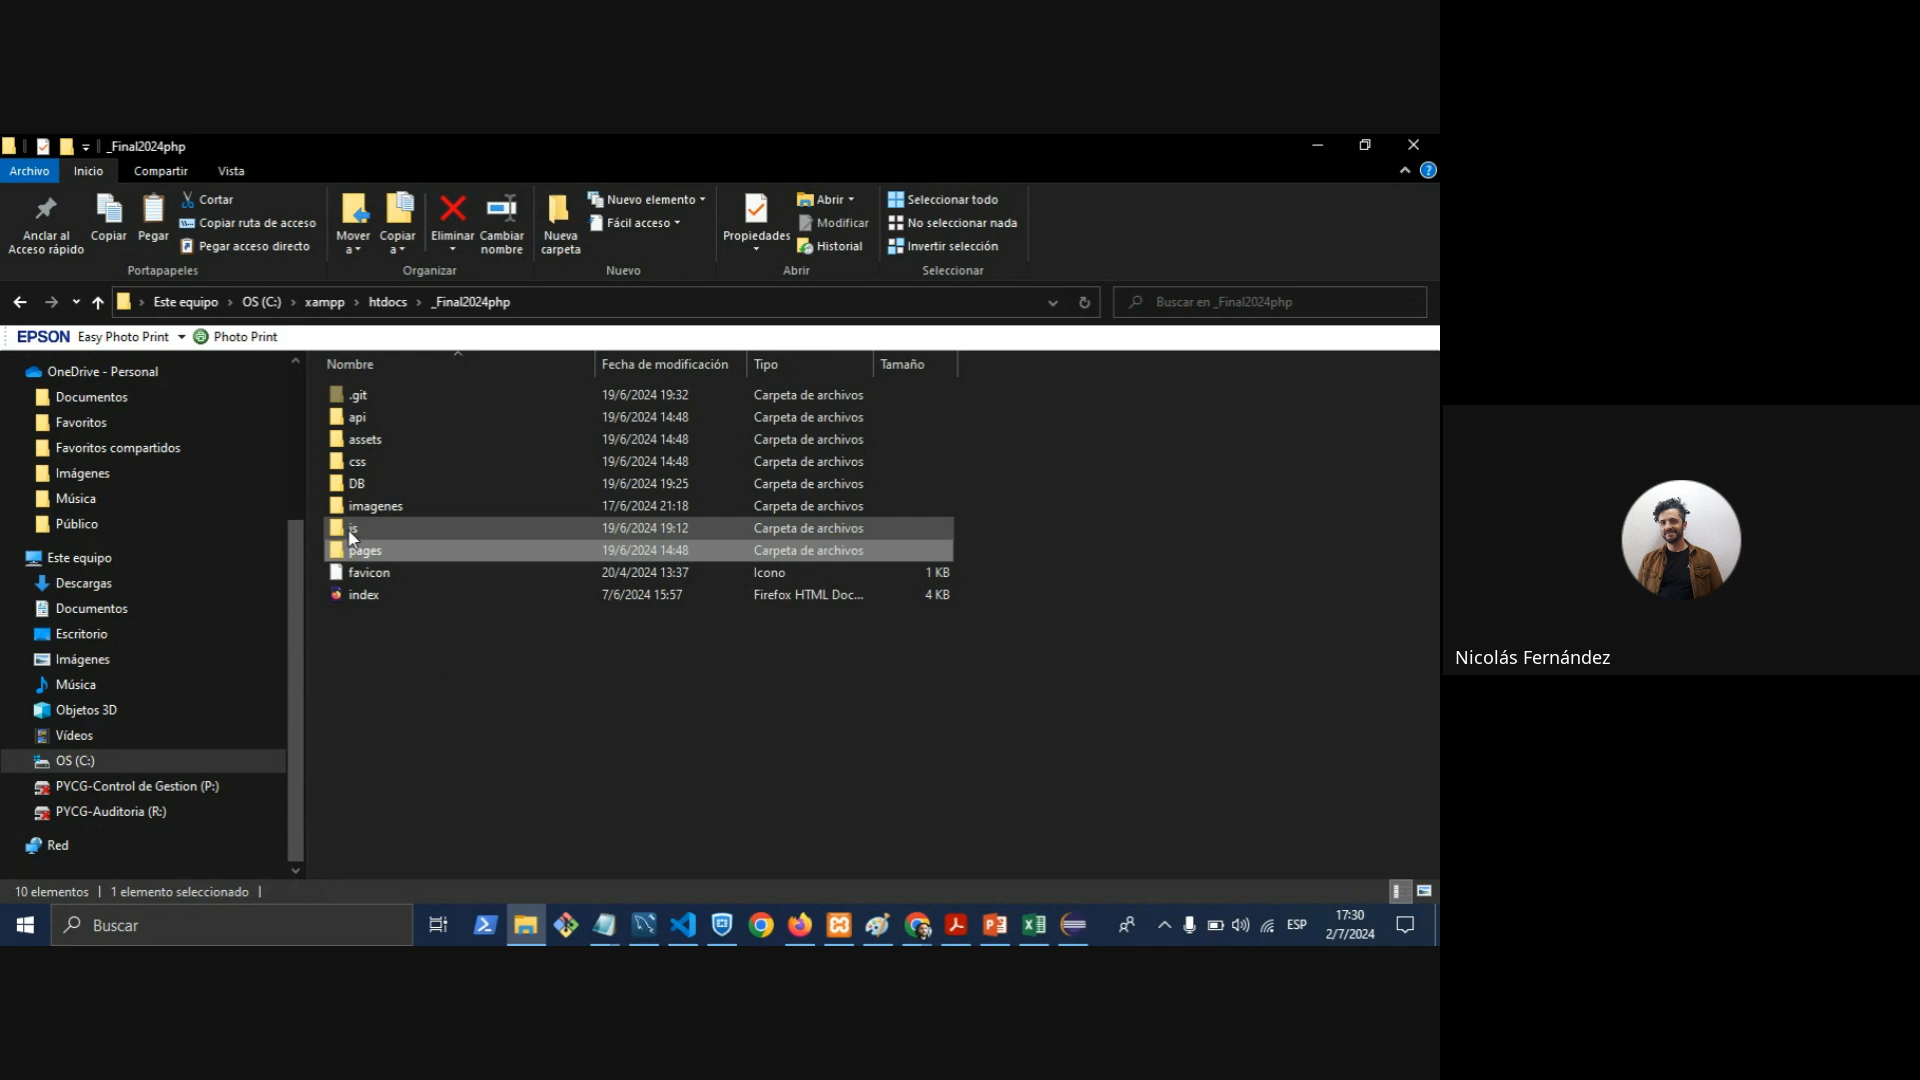 _Final2024php
Archivo Inicio Compartir Vista
Anclar al Acceso rápido
Copiar
Pegar
Cortar
Copiar ruta de acceso
Pegar acceso directo
Portapapeles
Mover a
Copiar a
Eliminar
Cambiar nombre
Organizar
Nueva carpeta
Nuevo elemento
Fácil acceso
Nuevo
Propiedades
Abrir
Modificar
Historial
Abrir
Seleccionar todo
No seleccionar nada
Invertir selección
Seleccionar
Este equipo › OS (C:) › xampp › htdocs › _Final2024php
Buscar en _Final2024php
EPSON Easy Photo Print Photo Print
OneDrive - Personal
Documentos
Favoritos
Favoritos compartidos
Imágenes
Música
Público
Este equipo
Descargas
Documentos
Escritorio
Imágenes
Música
Objetos 3D
Vídeos
OS (C:)
PYCG-Control de Gestion (P:)
PYCG-Auditoria (R:)
Red
Nombre Fecha de modificación Tipo Tamaño
.git 19/6/2024 19:32 Carpeta de archivos
api 19/6/2024 14:48 Carpeta de archivos
assets 19/6/2024 14:48 Carpeta de archivos
css 19/6/2024 14:48 Carpeta de archivos
DB 19/6/2024 19:25 Carpeta de archivos
imagenes 17/6/2024 21:18 Carpeta de archivos
js 19/6/2024 19:12 Carpeta de archivos
pages 19/6/2024 14:48 Carpeta de archivos
favicon 20/4/2024 13:37 Icono 1 KB
index 7/6/2024 15:57 Firefox HTML Doc... 4 KB
10 elementos | 1 elemento seleccionado |
Buscar
ESP
17:30
2/7/2024
Nicolás Fernández